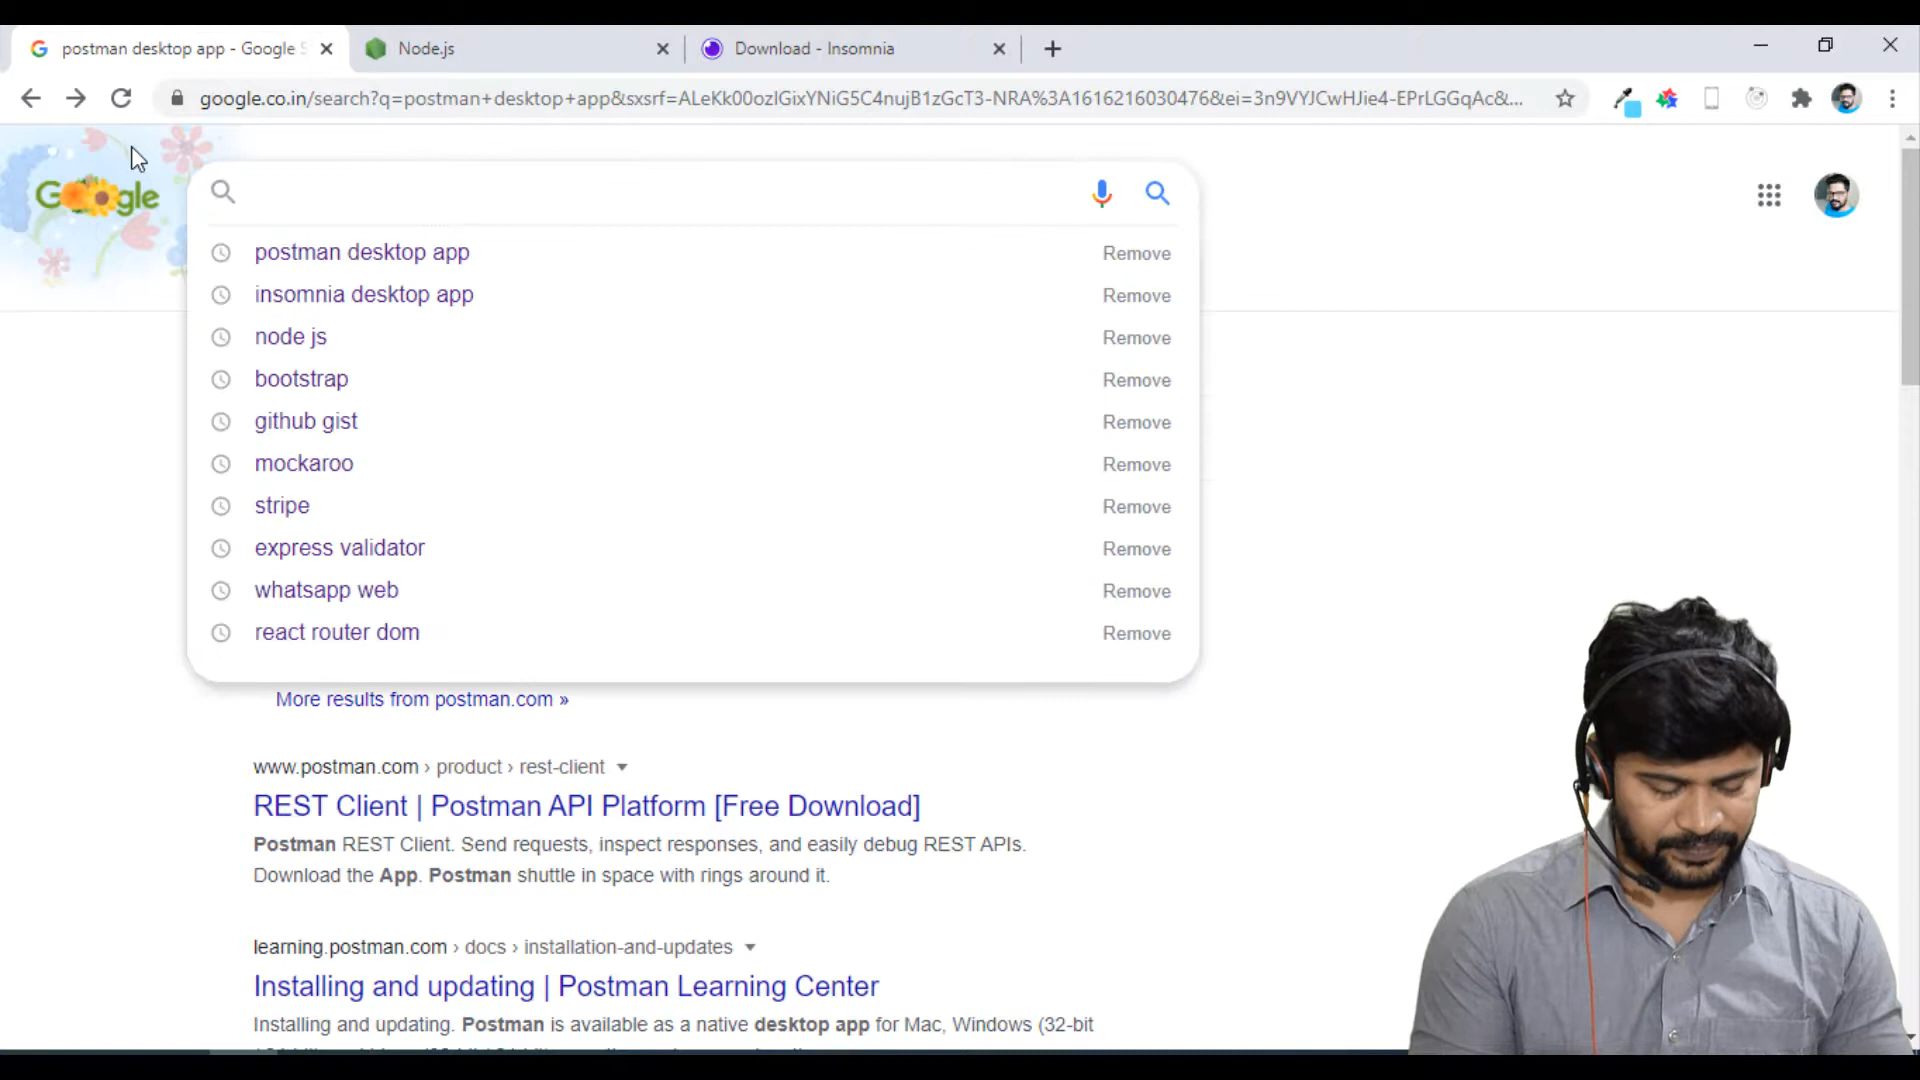 postman desktop app - Google S
Node.js
Download - Insomnia
google.co.in/search?q=postman+desktop+app&sxsrf=ALeKk00ozlGixYNiG5C4nujB1zGcT3-NRA%3A1616216030476&ei=3n9VYJCwHJie4-EPrLGGqAc&...
Google
postman desktop app Remove
insomnia desktop app Remove
node js Remove
bootstrap Remove
github gist Remove
mockaroo Remove
stripe Remove
express validator Remove
whatsapp web Remove
react router dom Remove
More results from postman.com »
www.postman.com › product › rest-client
REST Client | Postman API Platform [Free Download]
Postman REST Client. Send requests, inspect responses, and easily debug REST APIs.
Download the App. Postman shuttle in space with rings around it.
learning.postman.com › docs › installation-and-updates
Installing and updating | Postman Learning Center
Installing and updating. Postman is available as a native desktop app for Mac, Windows (32-bit